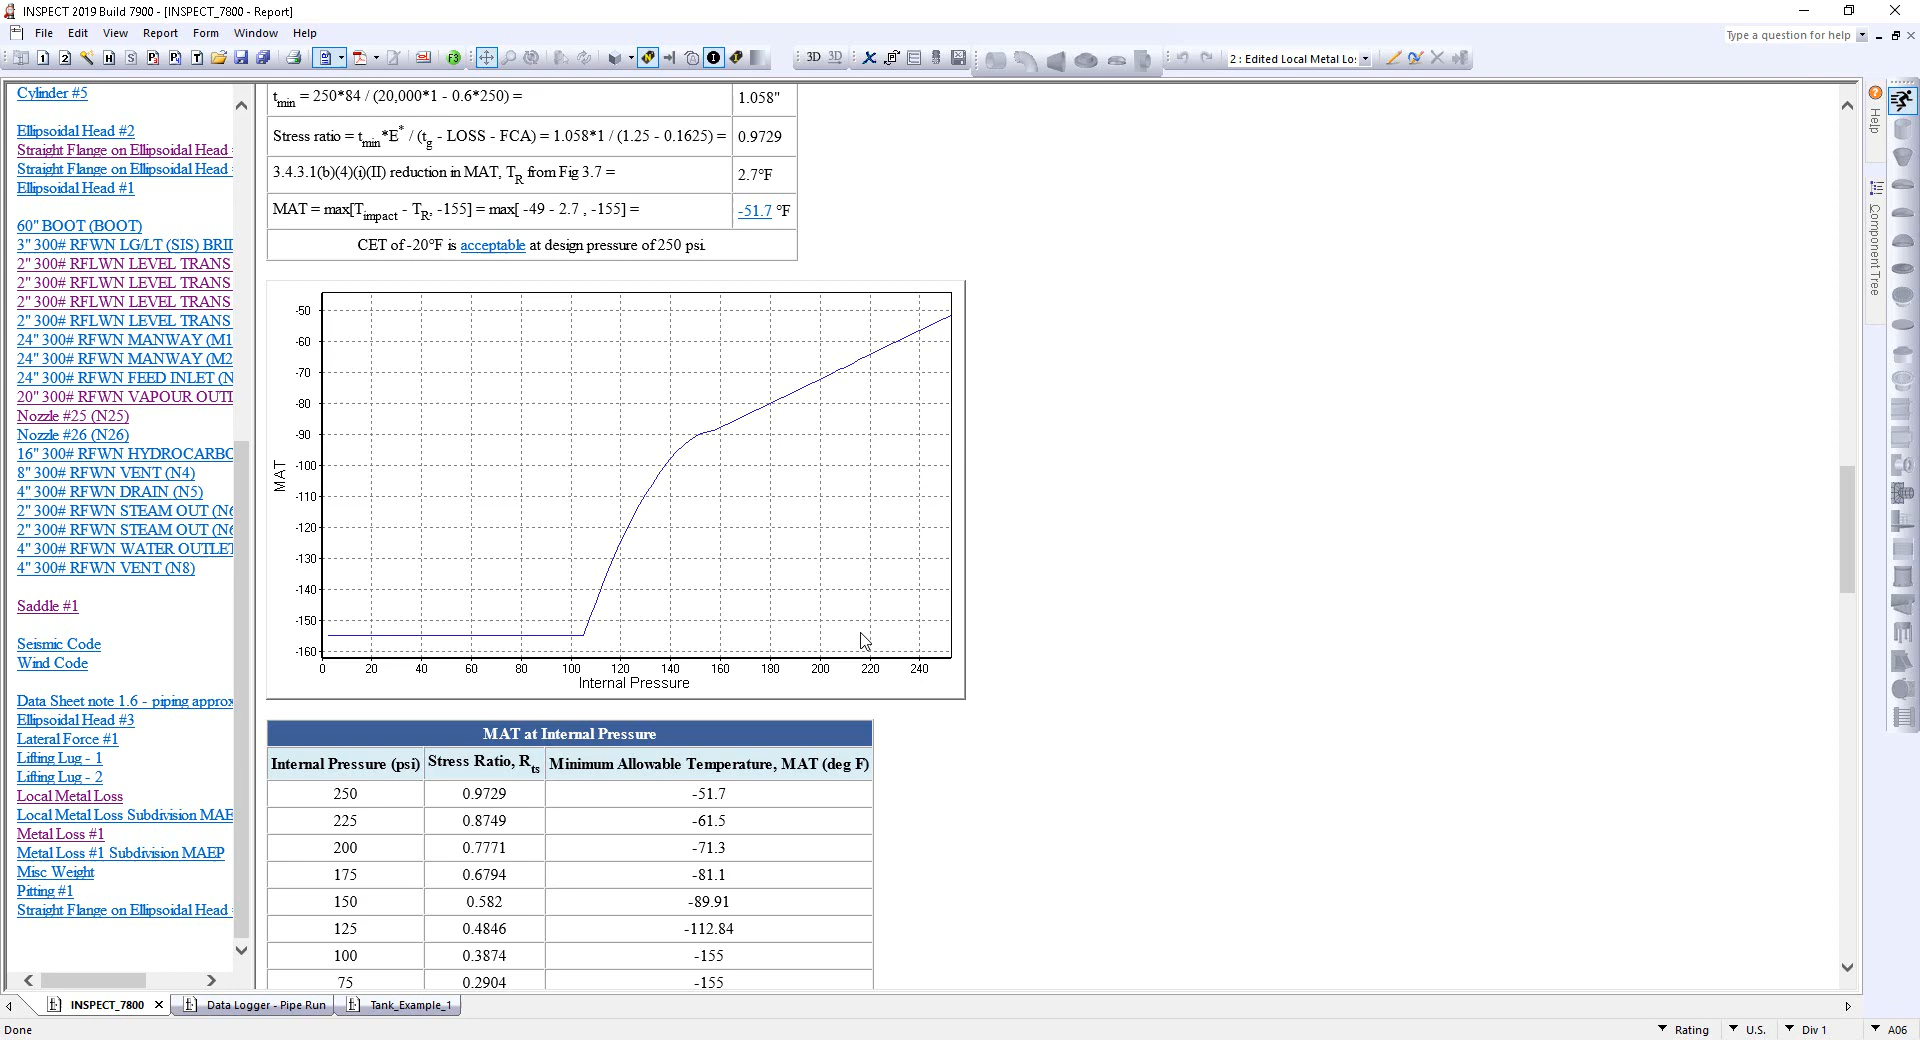 INSPECT 2019 Build 7900 - [INSPECT_7800 - Report]
File Edit View Report Form Window Help
Type a question for help
1 2 H S T F3 3D 3D 2 : Edited Local Metal Lo:
Cylinder #5
Ellipsoidal Head #2
Straight Flange on Ellipsoidal Head
Straight Flange on Ellipsoidal Head
Ellipsoidal Head #1
60" BOOT (BOOT)
3" 300# RFWN LG/LT (SIS) BRII
2" 300# RFLWN LEVEL TRANS
2" 300# RFLWN LEVEL TRANS
2" 300# RFLWN LEVEL TRANS
2" 300# RFLWN LEVEL TRANS
24" 300# RFWN MANWAY (M1
24" 300# RFWN MANWAY (M2
24" 300# RFWN FEED INLET (N
20" 300# RFWN VAPOUR OUTL
Nozzle #25 (N25)
Nozzle #26 (N26)
16" 300# RFWN HYDROCARBO
8" 300# RFWN VENT (N4)
4" 300# RFWN DRAIN (N5)
2" 300# RFWN STEAM OUT (N6
2" 300# RFWN STEAM OUT (N6
4" 300# RFWN WATER OUTLET
4" 300# RFWN VENT (N8)
Saddle #1
Seismic Code
Wind Code
Data Sheet note 1.6 - piping approx
Ellipsoidal Head #3
Lateral Force #1
Lifting Lug - 1
Lifting Lug - 2
Local Metal Loss
Local Metal Loss Subdivision MAE
Metal Loss #1
Metal Loss #1 Subdivision MAEP
Misc Weight
Pitting #1
Straight Flange on Ellipsoidal Head
tmin = 250*84 / (20,000*1 - 0.6*250) = 1.058"
Stress ratio = tmin*E* / (tg - LOSS - FCA) = 1.058*1 / (1.25 - 0.1625) = 0.9729
3.4.3.1(b)(4)(i)(II) reduction in MAT, TR from Fig 3.7 = 2.7°F
MAT = max[Timpact - TR, -155] = max[ -49 - 2.7 , -155] = -51.7 °F
CET of -20°F is acceptable at design pressure of 250 psi.
-50
-60
-70
-80
-90
-100
-110
-120
-130
-140
-150
-160
MAT
0 20 40 60 80 100 120 140 160 180 200 220 240
Internal Pressure
MAT at Internal Pressure
Internal Pressure (psi) Stress Ratio, Rts Minimum Allowable Temperature, MAT (deg F)
250 0.9729 -51.7
225 0.8749 -61.5
200 0.7771 -71.3
175 0.6794 -81.1
150 0.582 -89.91
125 0.4846 -112.84
100 0.3874 -155
75 0.2904 -155
Help
Component Tree
INSPECT_7800 Data Logger - Pipe Run Tank_Example_1
Done Rating U.S. Div 1 A06